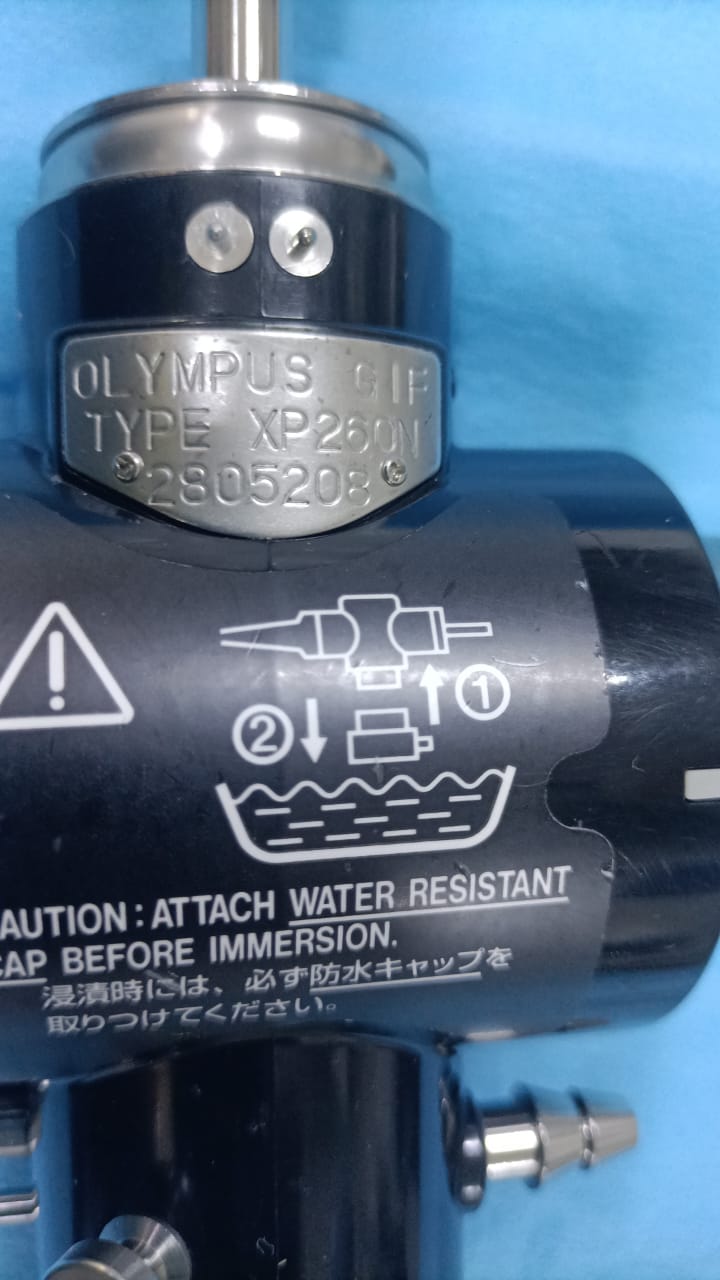 OLYMPUS GIF
TYPE XP260N
2805208
①
②
CAUTION : ATTACH WATER RESISTANT
CAP BEFORE IMMERSION.
浸漬時には、必ず防水キャップを
取りつけてください。